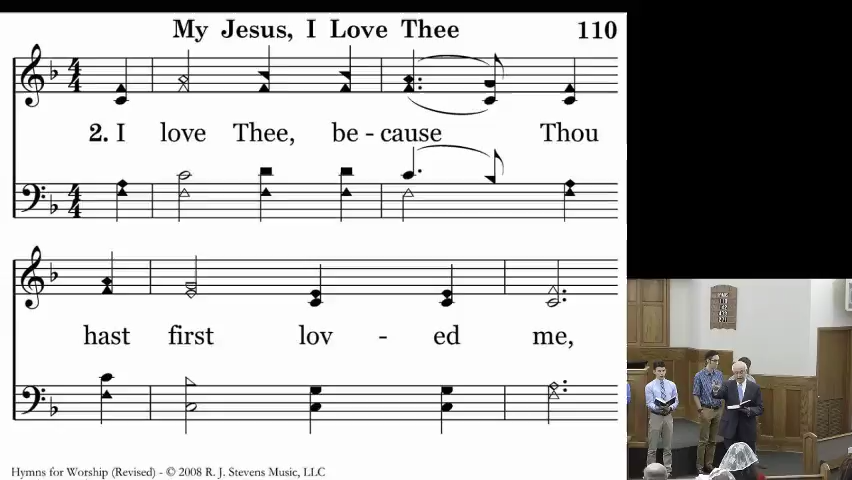 My Jesus, I Love Thee 110
2. I love Thee, be - cause Thou
hast first lov - ed me,
Hymns for Worship (Revised) - © 2008 R. J. Stevens Music, LLC